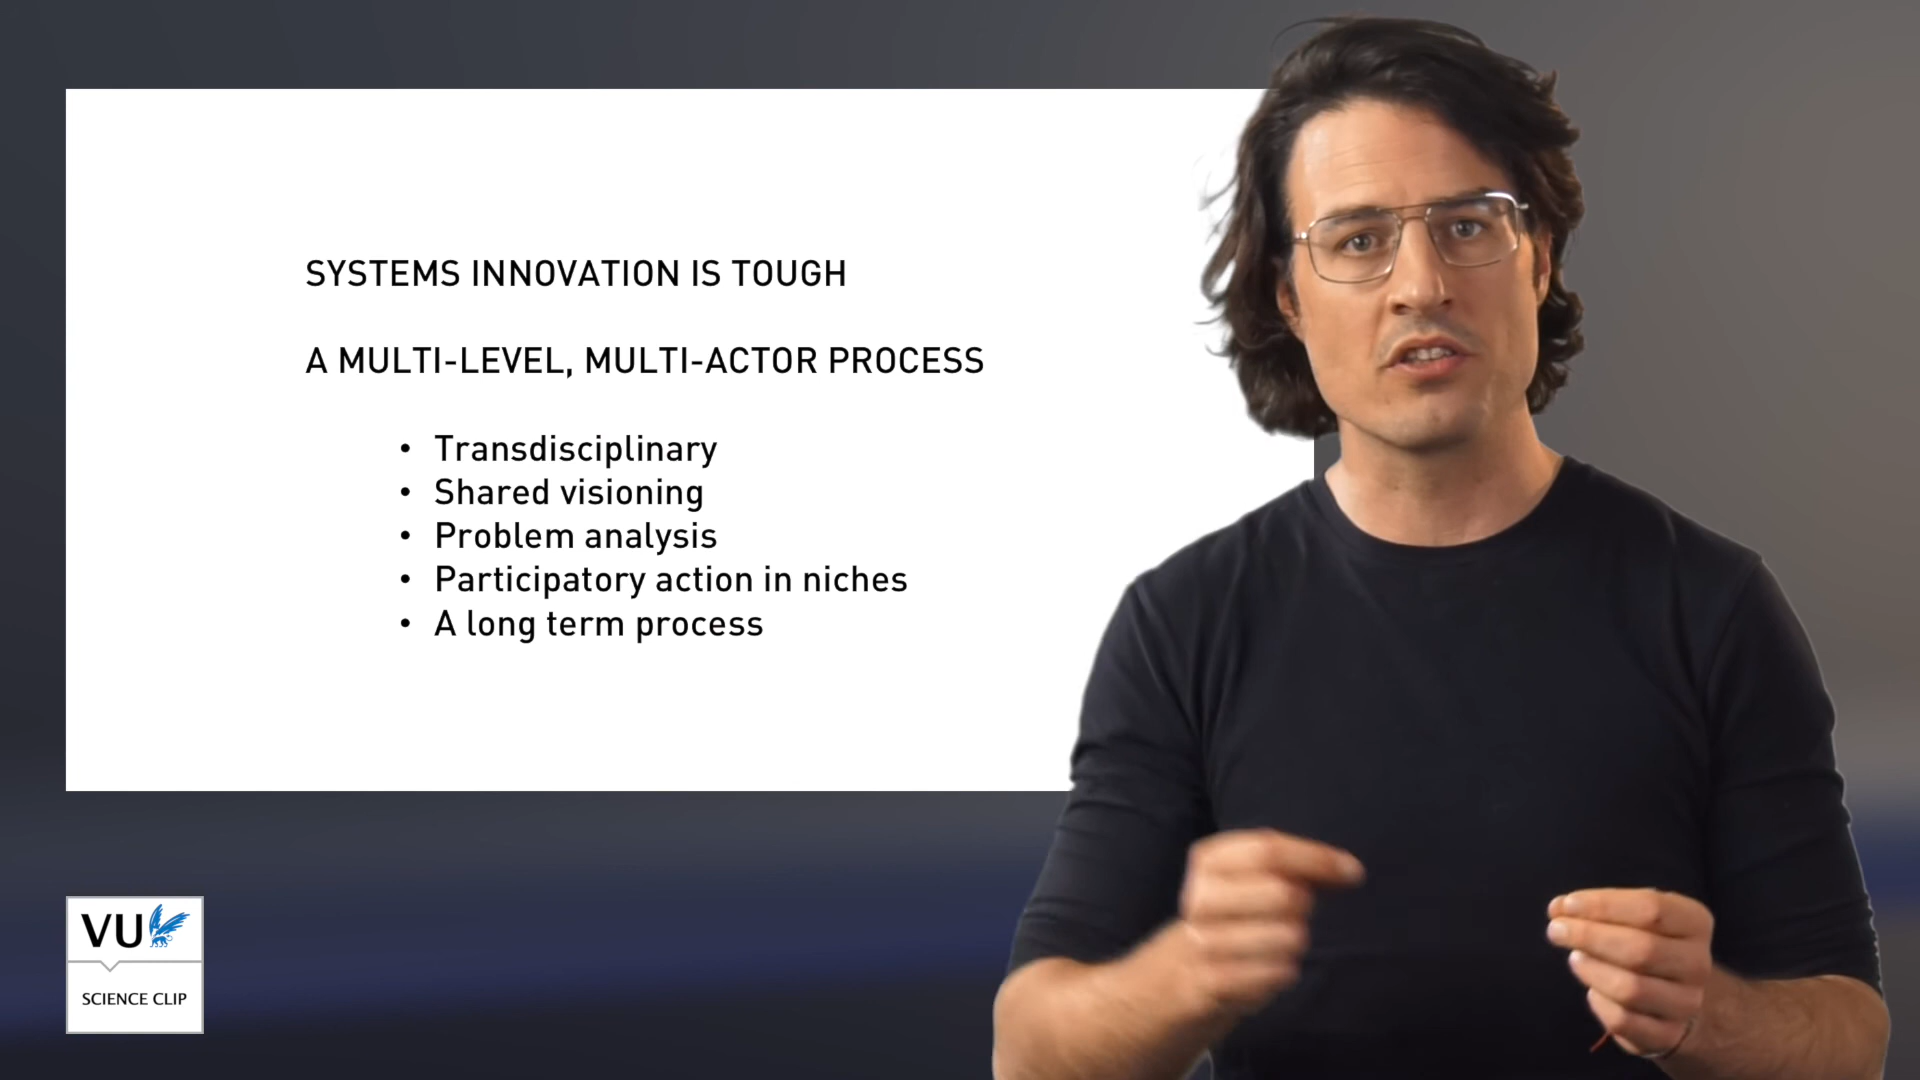 SYSTEMS INNOVATION IS TOUGH
A MULTI-LEVEL, MULTI-ACTOR PROCESS
• Transdisciplinary
• Shared visioning
• Problem analysis
• Participatory action in niches
• A long term process
VU
SCIENCE CLIP